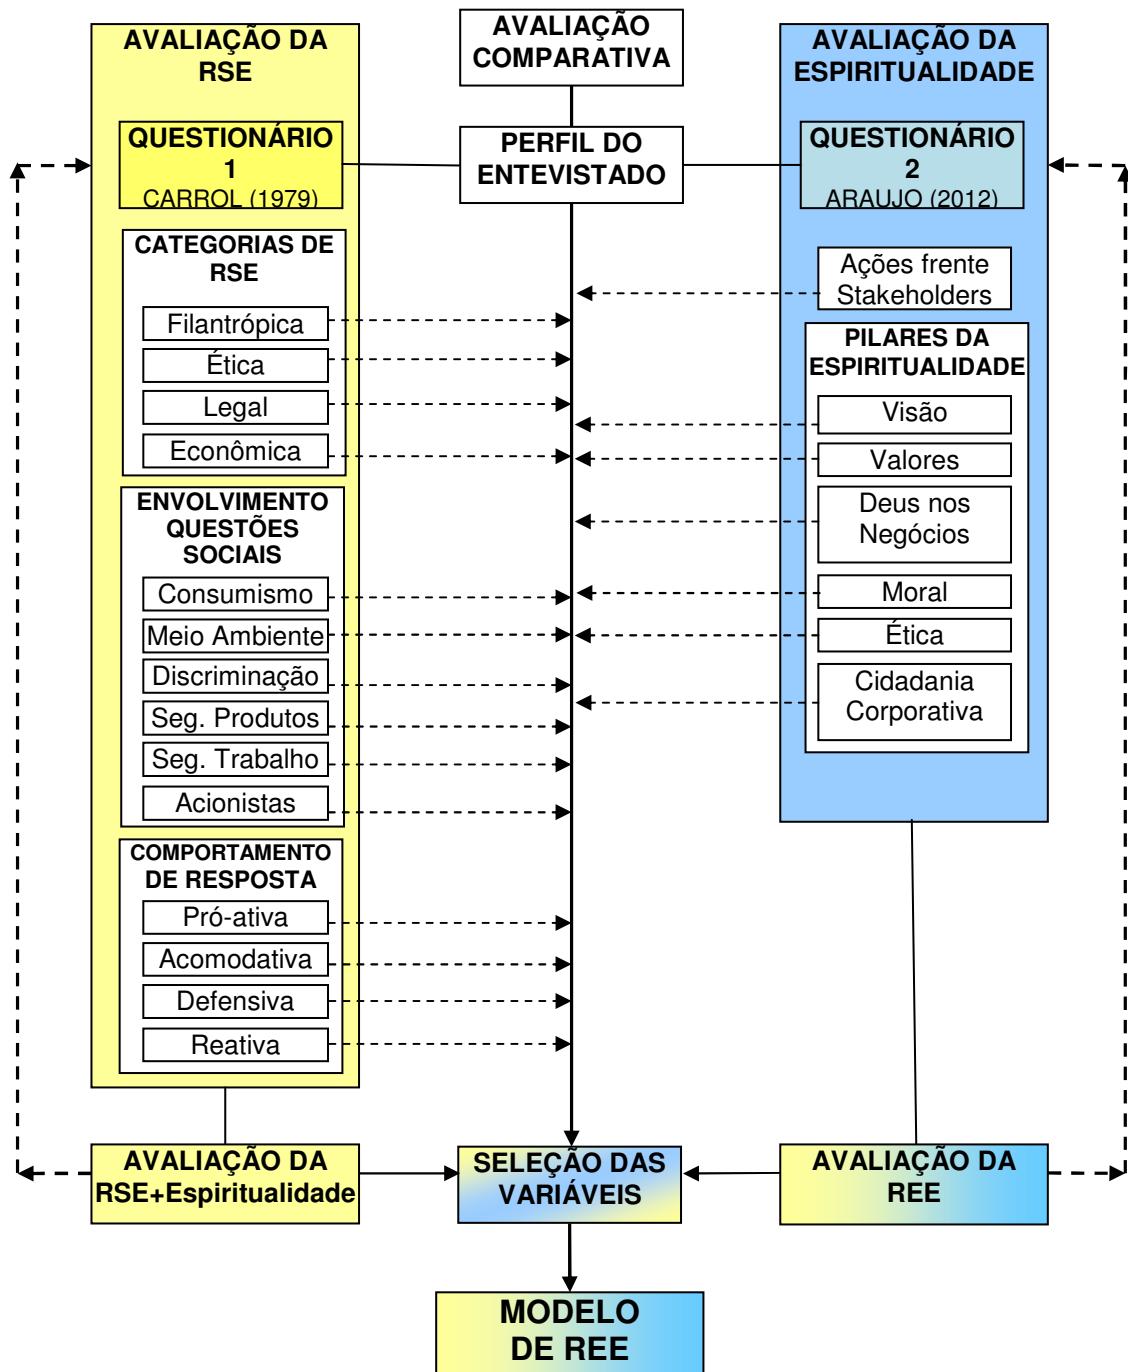 AVALIAÇÃO DA
RSE
QUESTIONÁRIO
1
CARROL (1979)
CATEGORIAS DE
RSE
Filantrópica
Ética
Legal
Econômica
ENVOLVIMENTO
QUESTÕES
SOCIAIS
Consumismo
Meio Ambiente
Discriminação
Seg. Produtos
Seg. Trabalho
Acionistas
COMPORTAMENTO
DE RESPOSTA
Pró-ativa
Acomodativa
Defensiva
Reativa
AVALIAÇÃO DA
RSE+Espiritualidade
AVALIAÇÃO
COMPARATIVA
PERFIL DO
ENTEVISTADO
SELEÇÃO DAS
VARIÁVEIS
MODELO
DE REE
AVALIAÇÃO DA
ESPIRITUALIDADE
QUESTIONÁRIO
2
ARAUJO (2012)
Ações frente
Stakeholders
PILARES DA
ESPIRITUALIDADE
Visão
Valores
Deus nos
Negócios
Moral
Ética
Cidadania
Corporativa
AVALIAÇÃO DA
REE